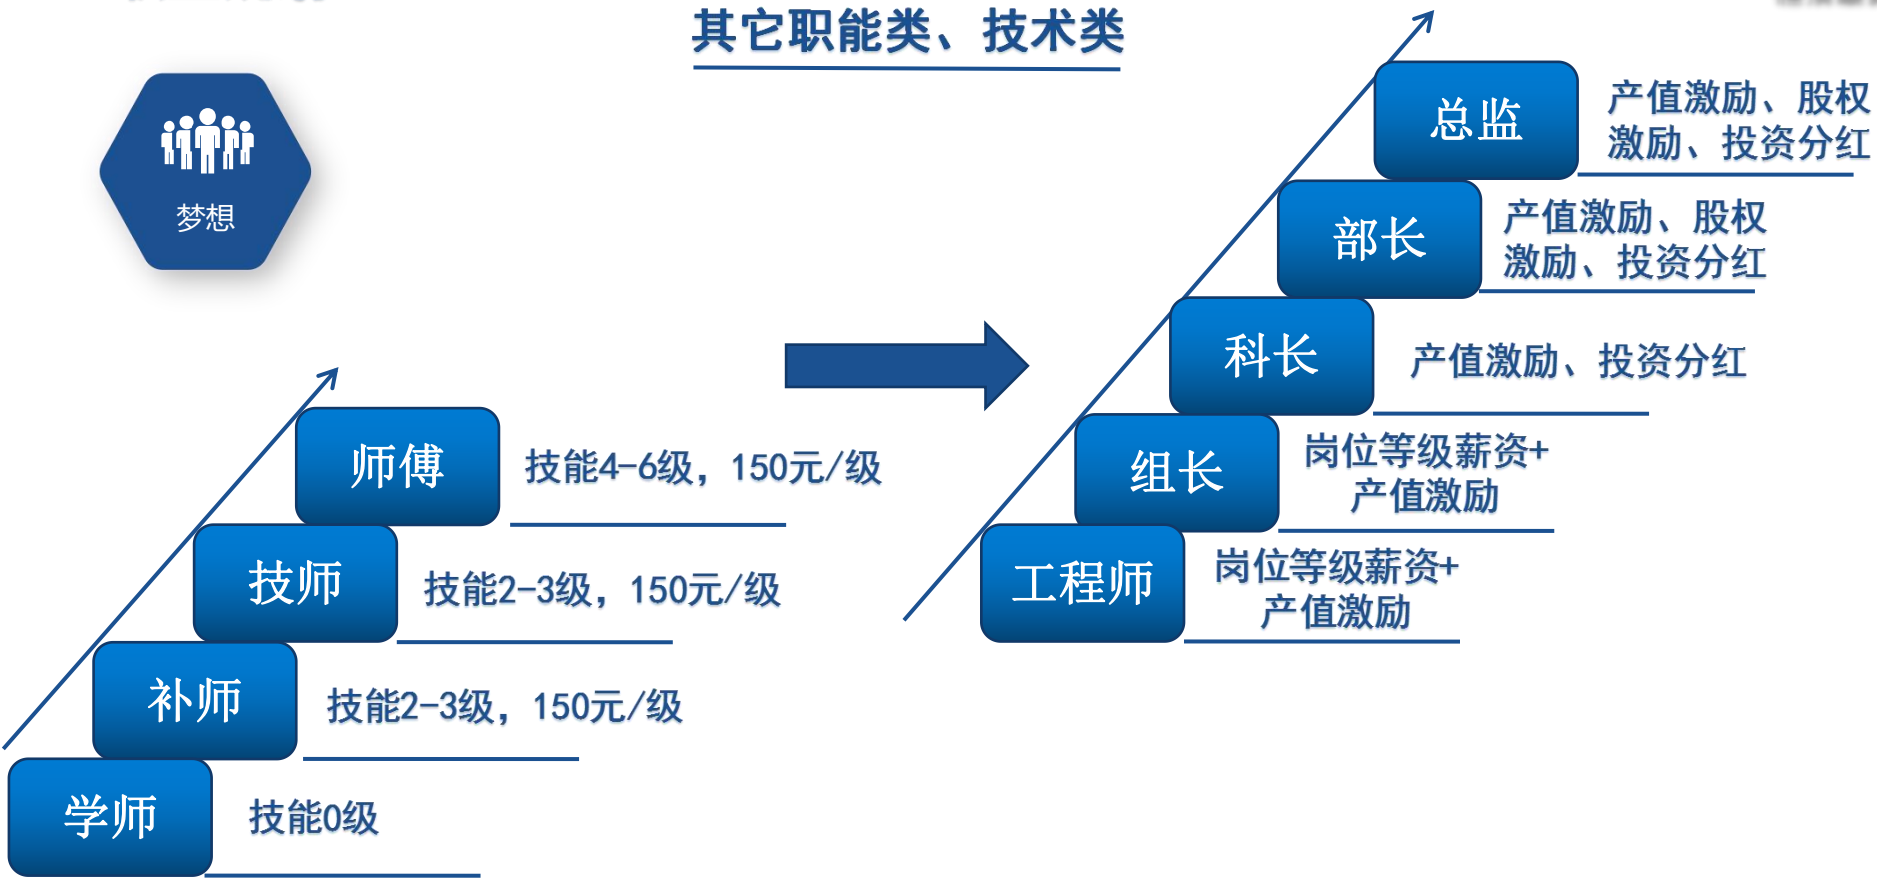 其它职能类、技术类
梦想
师傅
技能4-6级，150元/级
技师
技能2-3级，150元/级
补师
技能2-3级，150元/级
学师
技能0级
总监
产值激励、股权
激励、投资分红
部长
产值激励、股权
激励、投资分红
科长
产值激励、投资分红
组长
岗位等级薪资+
产值激励
工程师
岗位等级薪资+
产值激励